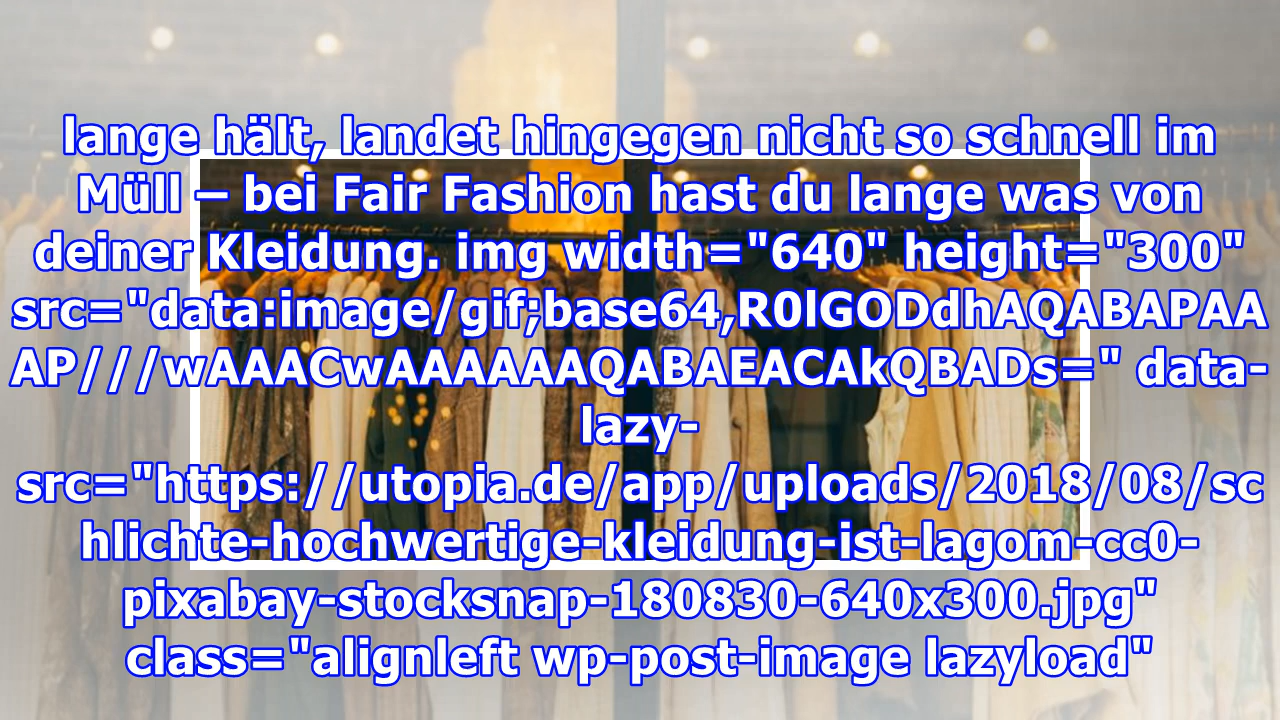 lange hält, landet hingegen nicht so schnell im
Müll – bei Fair Fashion hast du lange was von
deiner Kleidung. img width="640" height="300"
src="data:image/gif;base64,R0lGODdhAQABAPAA
AP///wAAACwAAAAAAQABAEACAkQBADs=" data-
lazy-
src="https://utopia.de/app/uploads/2018/08/sc
hlichte-hochwertige-kleidung-ist-lagom-cc0-
pixabay-stocksnap-180830-640x300.jpg"
class="alignleft wp-post-image lazyload"